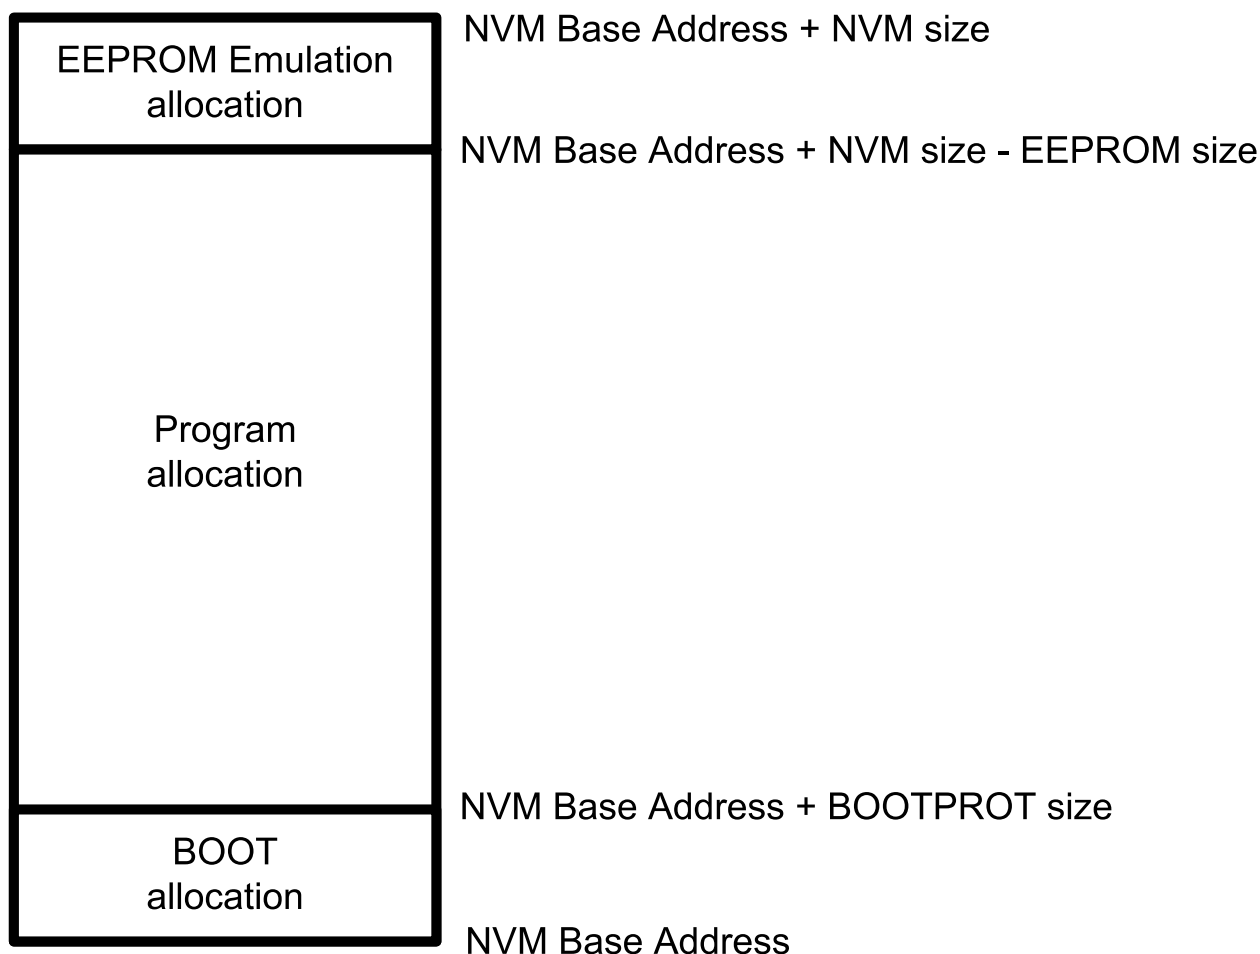 NVM Base Address + NVM size
EEPROM Emulation
allocation
NVM Base Address + NVM size - EEPROM size
Program
allocation
NVM Base Address + BOOTPROT size
BOOT
allocation
NVM Base Address